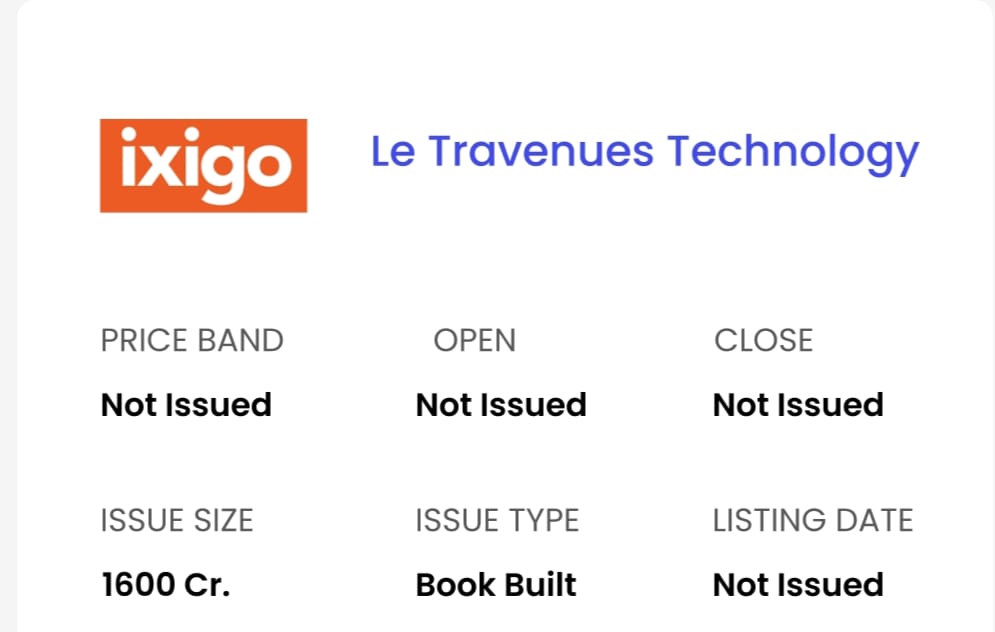 ixigo
Le Travenues Technology
PRICE BAND OPEN CLOSE
Not Issued Not Issued Not Issued
ISSUE SIZE ISSUE TYPE LISTING DATE
1600 Cr. Book Built Not Issued